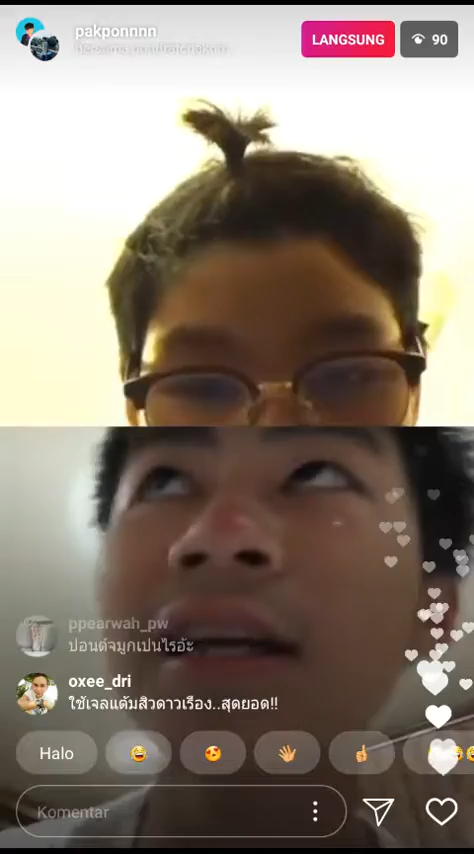 pakponnnn
LANGSUNG
90
ppearwah_pw
ปอนด์จมูกเปนไรอ้ะ
oxee_dri
ใช้เจลแต้มสิวดาวเรือง..สุดยอด!!
Halo
Komentar